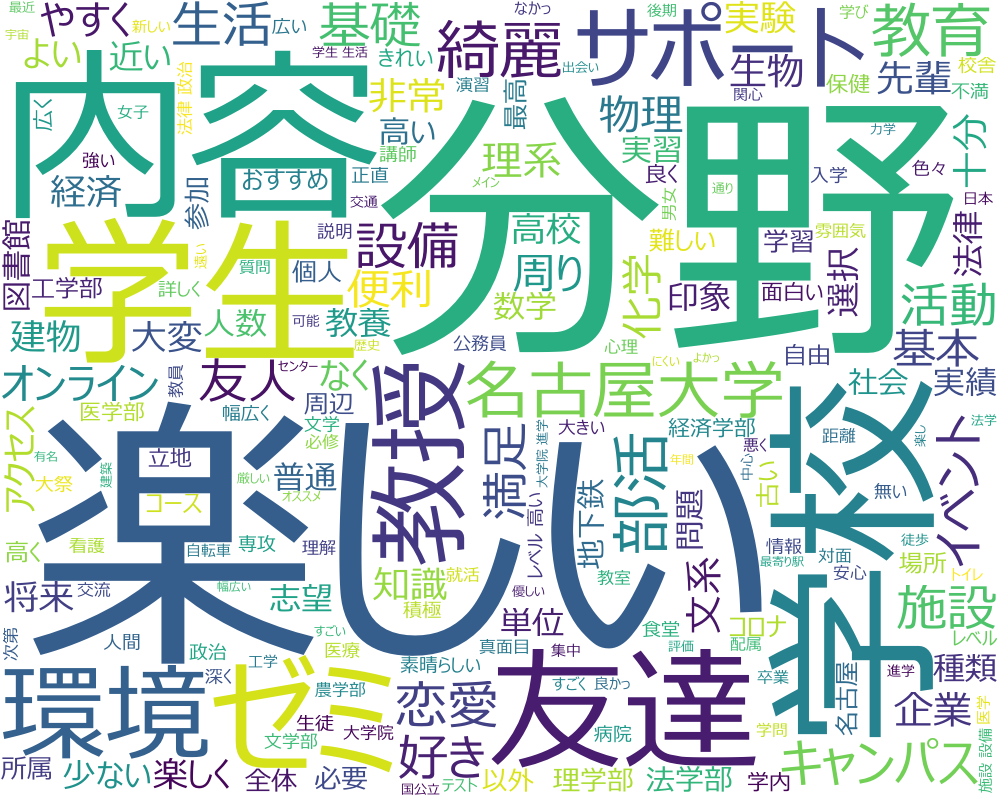 最近
やすく
生活
広い
基礎
なかっ
後期
実験
学び
教育
宇宙
新しい
学生 生活
きれい
出会い
サポート
よい
近い
綺麗
演習
生物
関心
先輩
校舎
不満
保健
内容
非常
最高
分野
物理
広く
女子
法律 政治
強い
高い
講師
理系
実習
力学
十分
経済
おすすめ
正直
メイン
良く
通り
入学
色々
参加
交通
男女
日本
図書館
学生
遠い
説明
設備
高校
難しい
学習
雰囲気
選択
法律
工学部
詳しく
質問
個人
便利
周り
化学
印象
面白い
活動
建物
大変
人数
可能
教養
数学
歴史
公務員
心理
にくい
よかっ
自由
基本
オンライン
教員
友人
センター
なく
名古屋大学
社会
実績
医学部
幅広く
周辺
楽しい
教授
大きい
経済学部
悪く
学校
距離
法学
楽し
アクセス
有名
大祭
建築
立地
厳しい
普通
文学
必修
満足
大学院 進学
部活
年間
中心
古い
無い
イベント
コース
オススメ
レベル 高い
地下鉄
問題
高く
看護
自転車
専攻
理解
知識
就活
教室
文系
情報
対面
徒歩
最寄り駅
場所
トイレ
将来
交流
幅広い
志望
積極
優しい
単位
食堂
コロナ
安心
施設
レベル
次第
人間
政治
すごい
医療
素晴らしい
真面目
集中
評価
配属
卒業
名古屋
進学
種類
環境
深く
工学
ゼミ
農学部
恋愛
友達
すごく 良かっ
企業
医学
生徒
文学部
大学院
好き
病院
学問
キャンパス
施設 設備
所属
少ない
楽しく
全体
必要
国公立
テスト
以外
理学部
法学部
学内